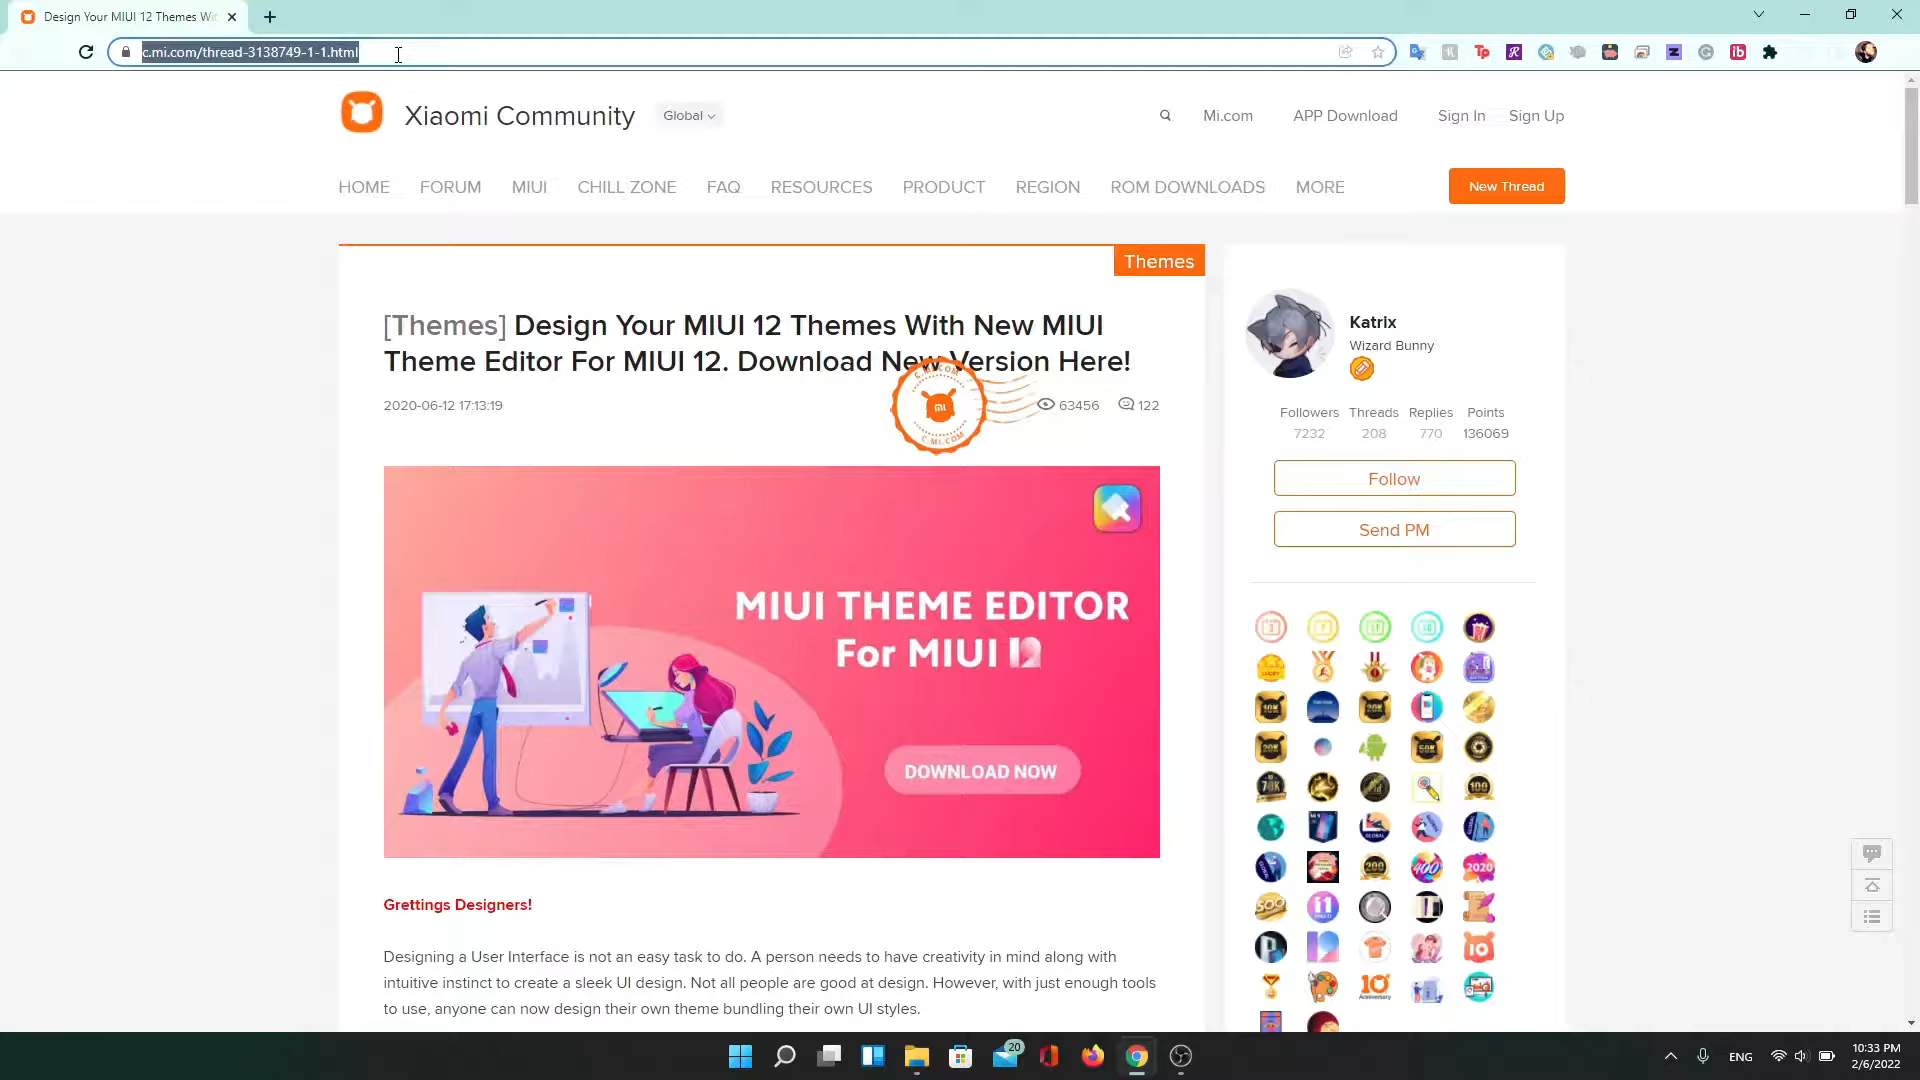 Design Your MIUI 12 Themes Wit
c.mi.com/thread-3138749-1-1.html
Xiaomi Community
Global
Mi.com
APP Download
Sign In
Sign Up
HOME
FORUM
MIUI
CHILL ZONE
FAQ
RESOURCES
PRODUCT
REGION
ROM DOWNLOADS
MORE
New Thread
Themes
[Themes] Design Your MIUI 12 Themes With New MIUI
Theme Editor For MIUI 12. Download New Version Here!
2020-06-12 17:13:19
C.MI.COM
mi
C.MI.COM
63456
122
MIUI THEME EDITOR
For MIUI 12
DOWNLOAD NOW
Grettings Designers!
Designing a User Interface is not an easy task to do. A person needs to have creativity in mind along with
intuitive instinct to create a sleek UI design. Not all people are good at design. However, with just enough tools
to use, anyone can now design their own theme bundling their own UI styles.
Katrix
Wizard Bunny
Followers Threads Replies Points
7232 208 770 136069
Follow
Send PM
20
ENG
10:33 PM
2/6/2022